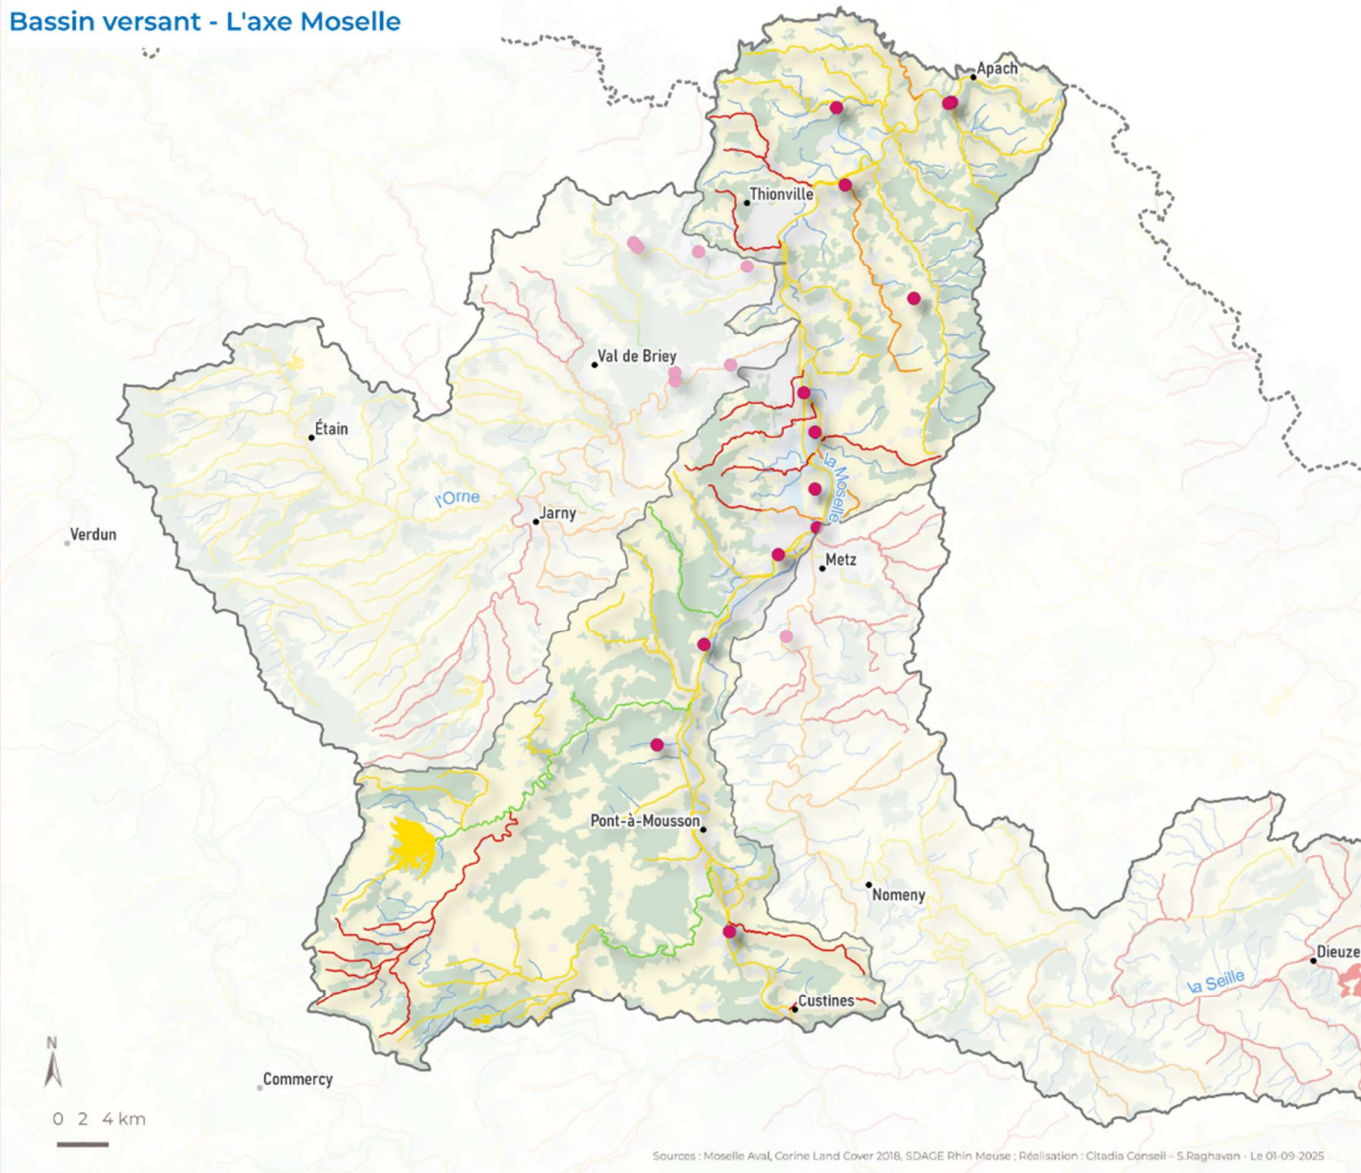 Bassin versant - L'axe Moselle
Apach
Thionville
Val de Briey
Étain
l'Orne
la Moselle
Jarny
Verdun
Metz
Pont-à-Mousson
Nomeny
Dieuze
la Seille
Custines
N
Commercy
0 2 4 km
Sources : Moselle Aval, Corine Land Cover 2018, SDAGE Rhin Meuse ; Réalisation : Citadia Conseil – S.Raghavan - Le 01-09-2025